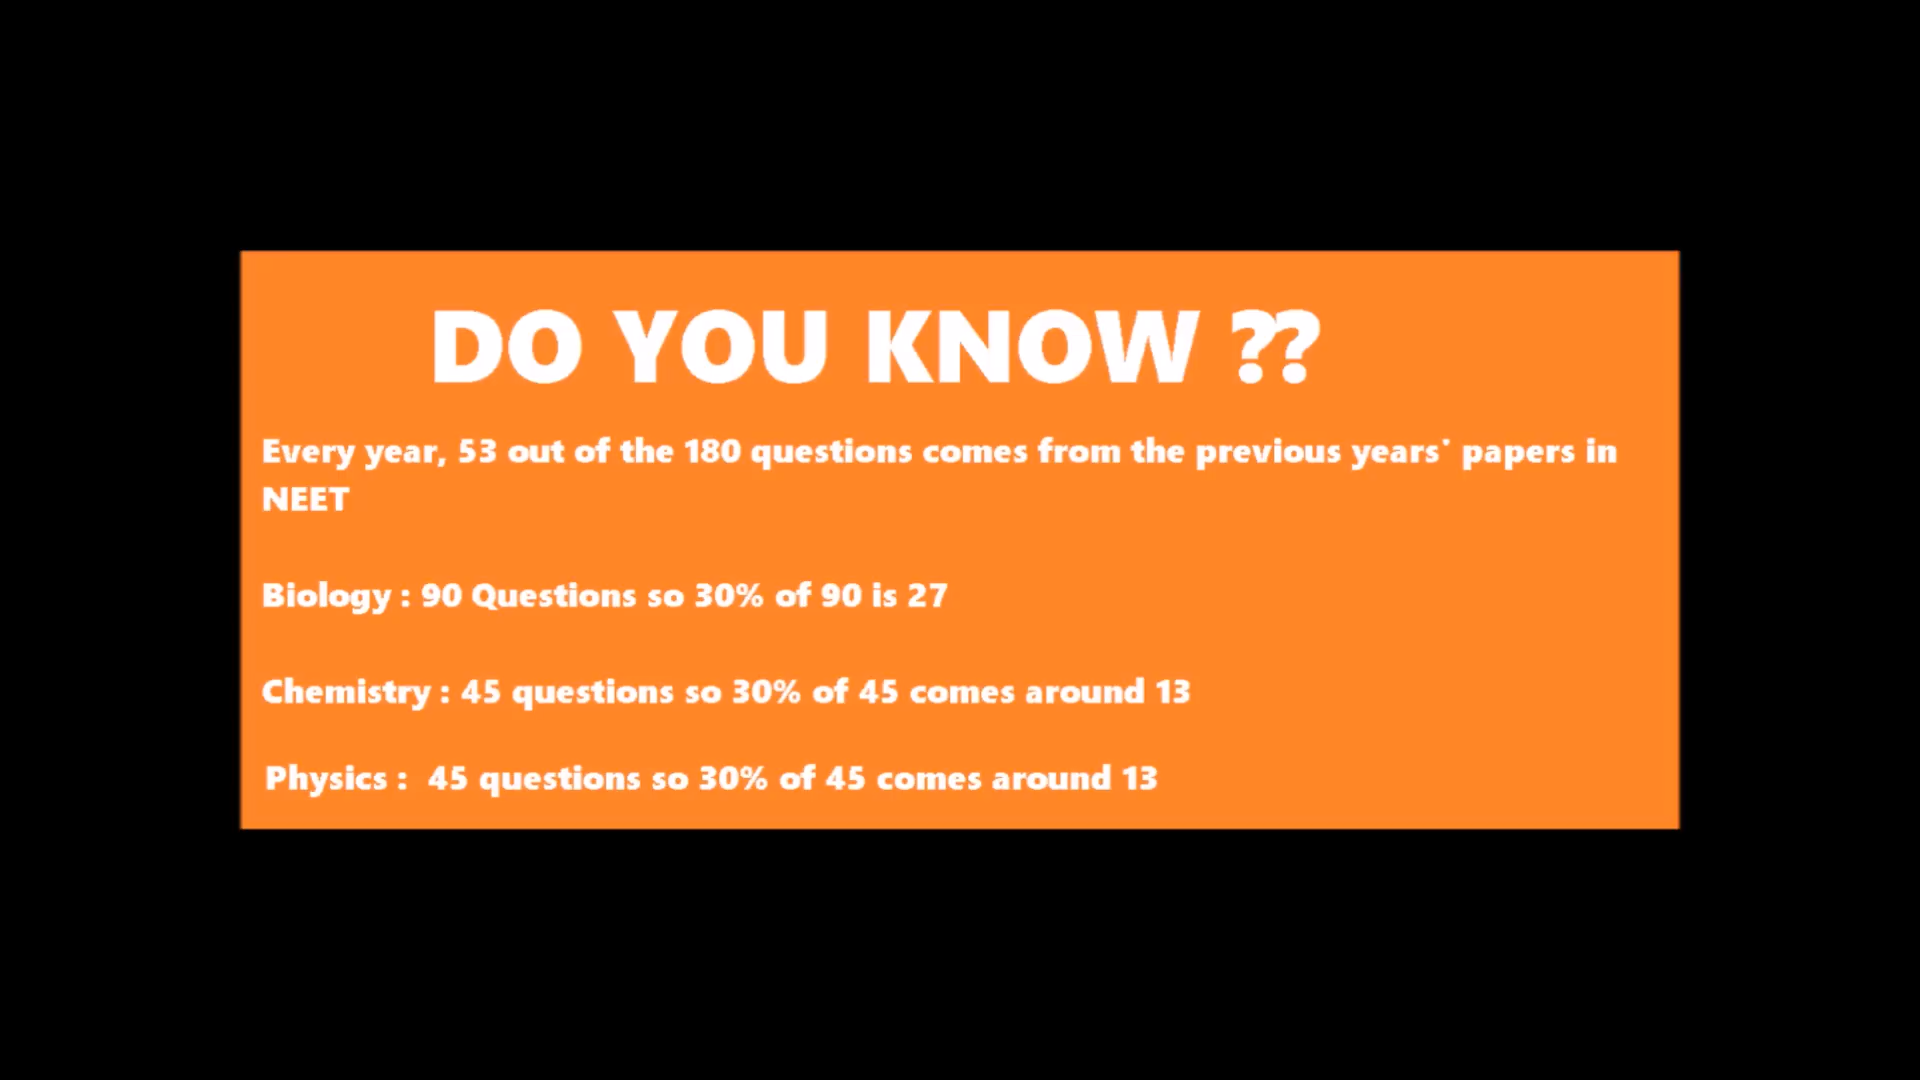 DO YOU KNOW ??
Every year, 53 out of the 180 questions comes from the previous years' papers in
NEET
Biology : 90 Questions so 30% of 90 is 27
Chemistry : 45 questions so 30% of 45 comes around 13
Physics :  45 questions so 30% of 45 comes around 13